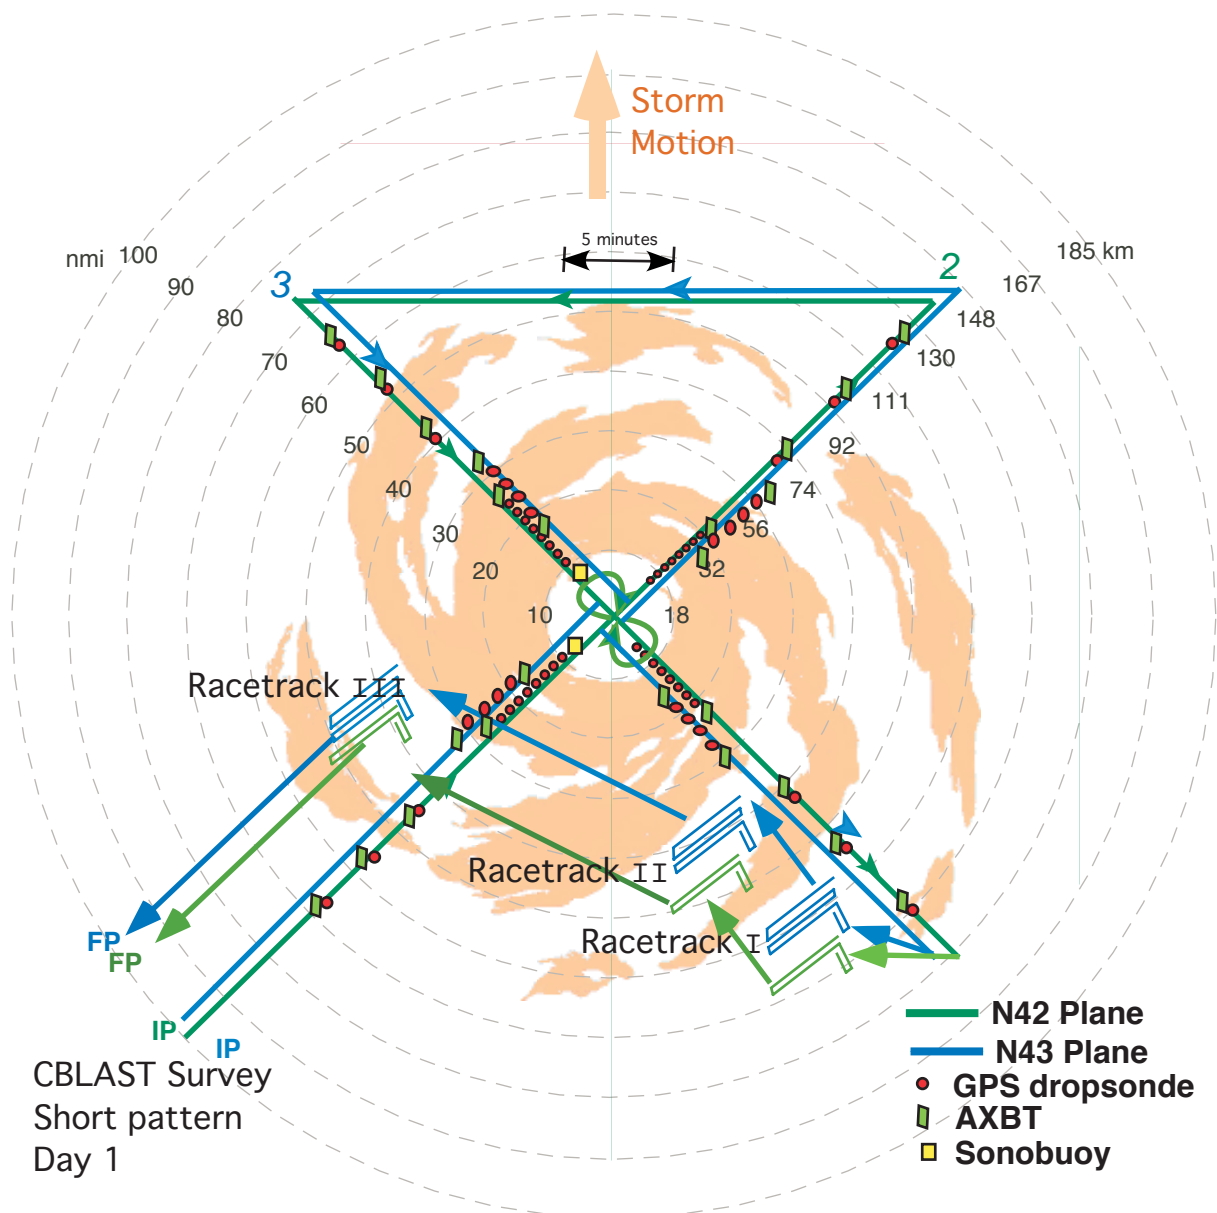 Storm
Motion
5 minutes
nmi 100
185 km
90
167
80
148
70
130
60
111
50
92
40
74
30
56
20
32
10
18
3
2
Racetrack III
Racetrack II
Racetrack I
FP
FP
IP
IP
CBLAST Survey
Short pattern
Day 1
N42 Plane
N43 Plane
GPS dropsonde
AXBT
Sonobuoy